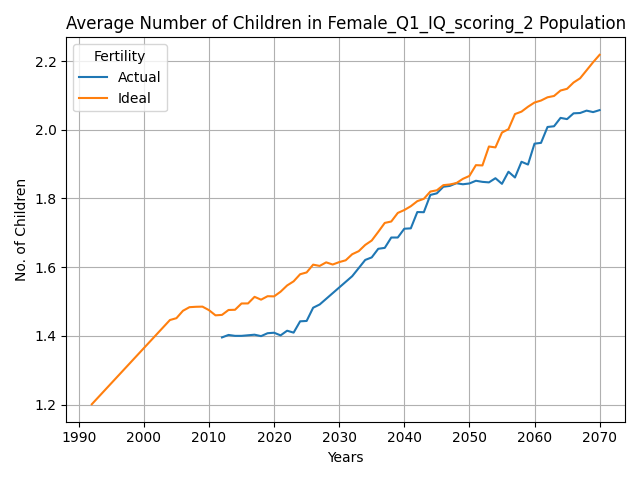 Average Number of Children in Female_Q1_IQ_scoring_2 Population
Fertility
Actual
Ideal
No. of Children
2.2
2.0
1.8
1.6
1.4
1.2
1990 2000 2010 2020 2030 2040 2050 2060 2070
Years